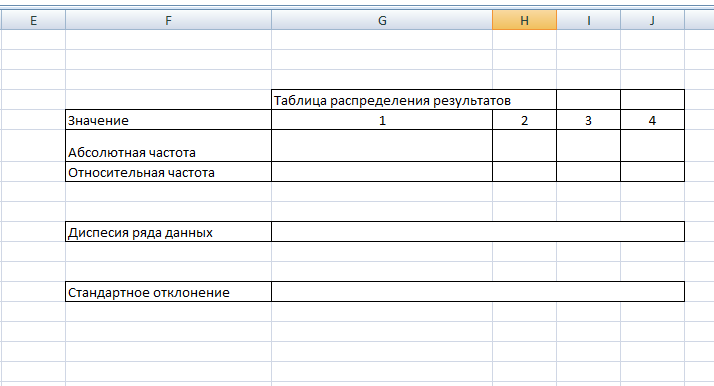 E F G H I J
Таблица распределения результатов
Значение 1 2 3 4
Абсолютная частота
Относительная частота
Диспесия ряда данных
Стандартное отклонение